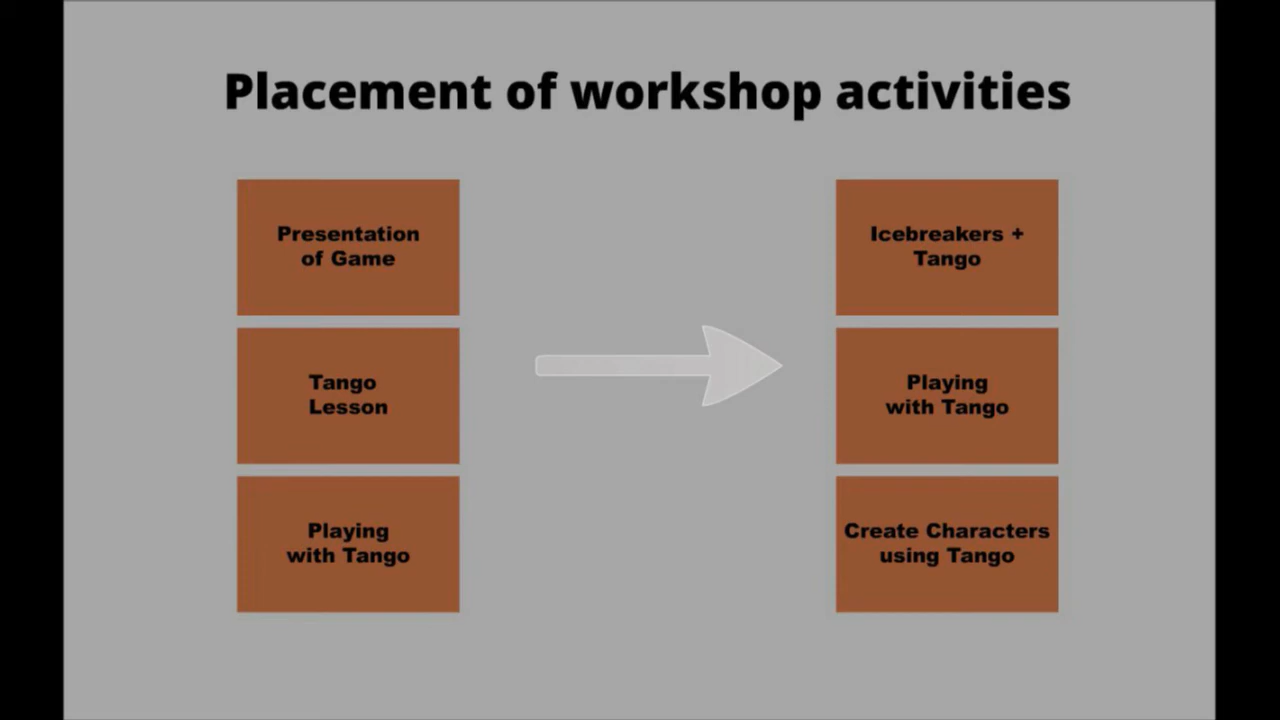 Placement of workshop activities
Presentation
of Game
Tango
Lesson
Playing
with Tango
Icebreakers +
Tango
Playing
with Tango
Create Characters
using Tango